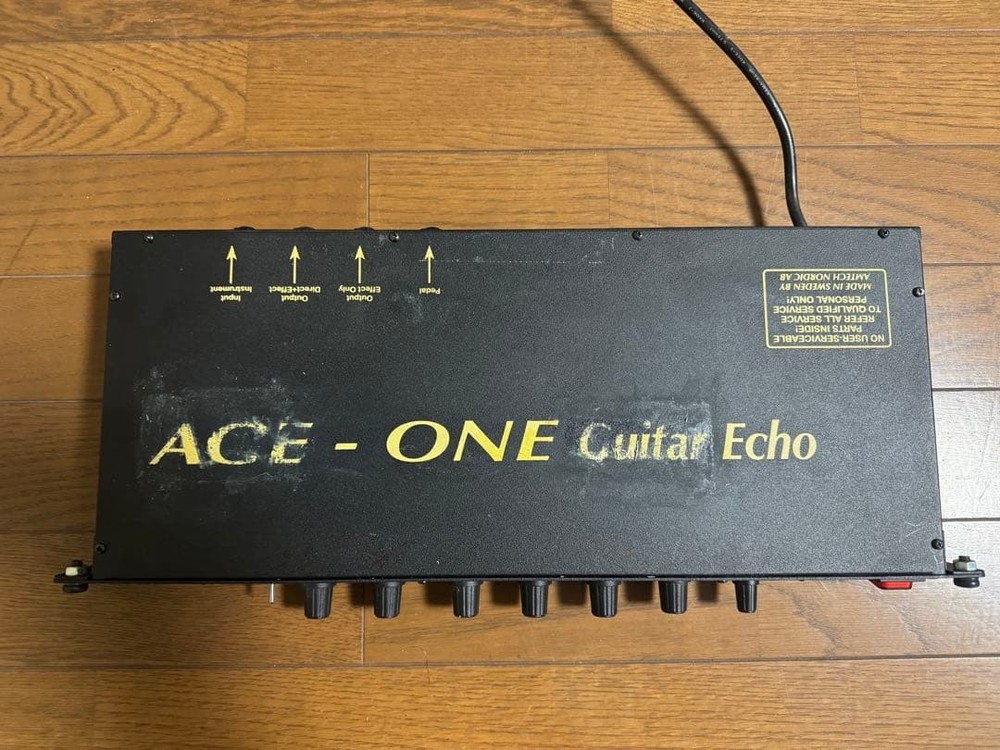 Input
Instrument
Output
Direct+Effect
Output
Effect Only
Pedal
NO USER-SERVICEABLE
PARTS INSIDE!
REFER ALL SERVICE
TO QUALIFIED SERVICE
PERSONAL ONLY!
MADE IN SWEDEN BY
AMTECH NORDIC AB
ACE - ONE Guitar Echo